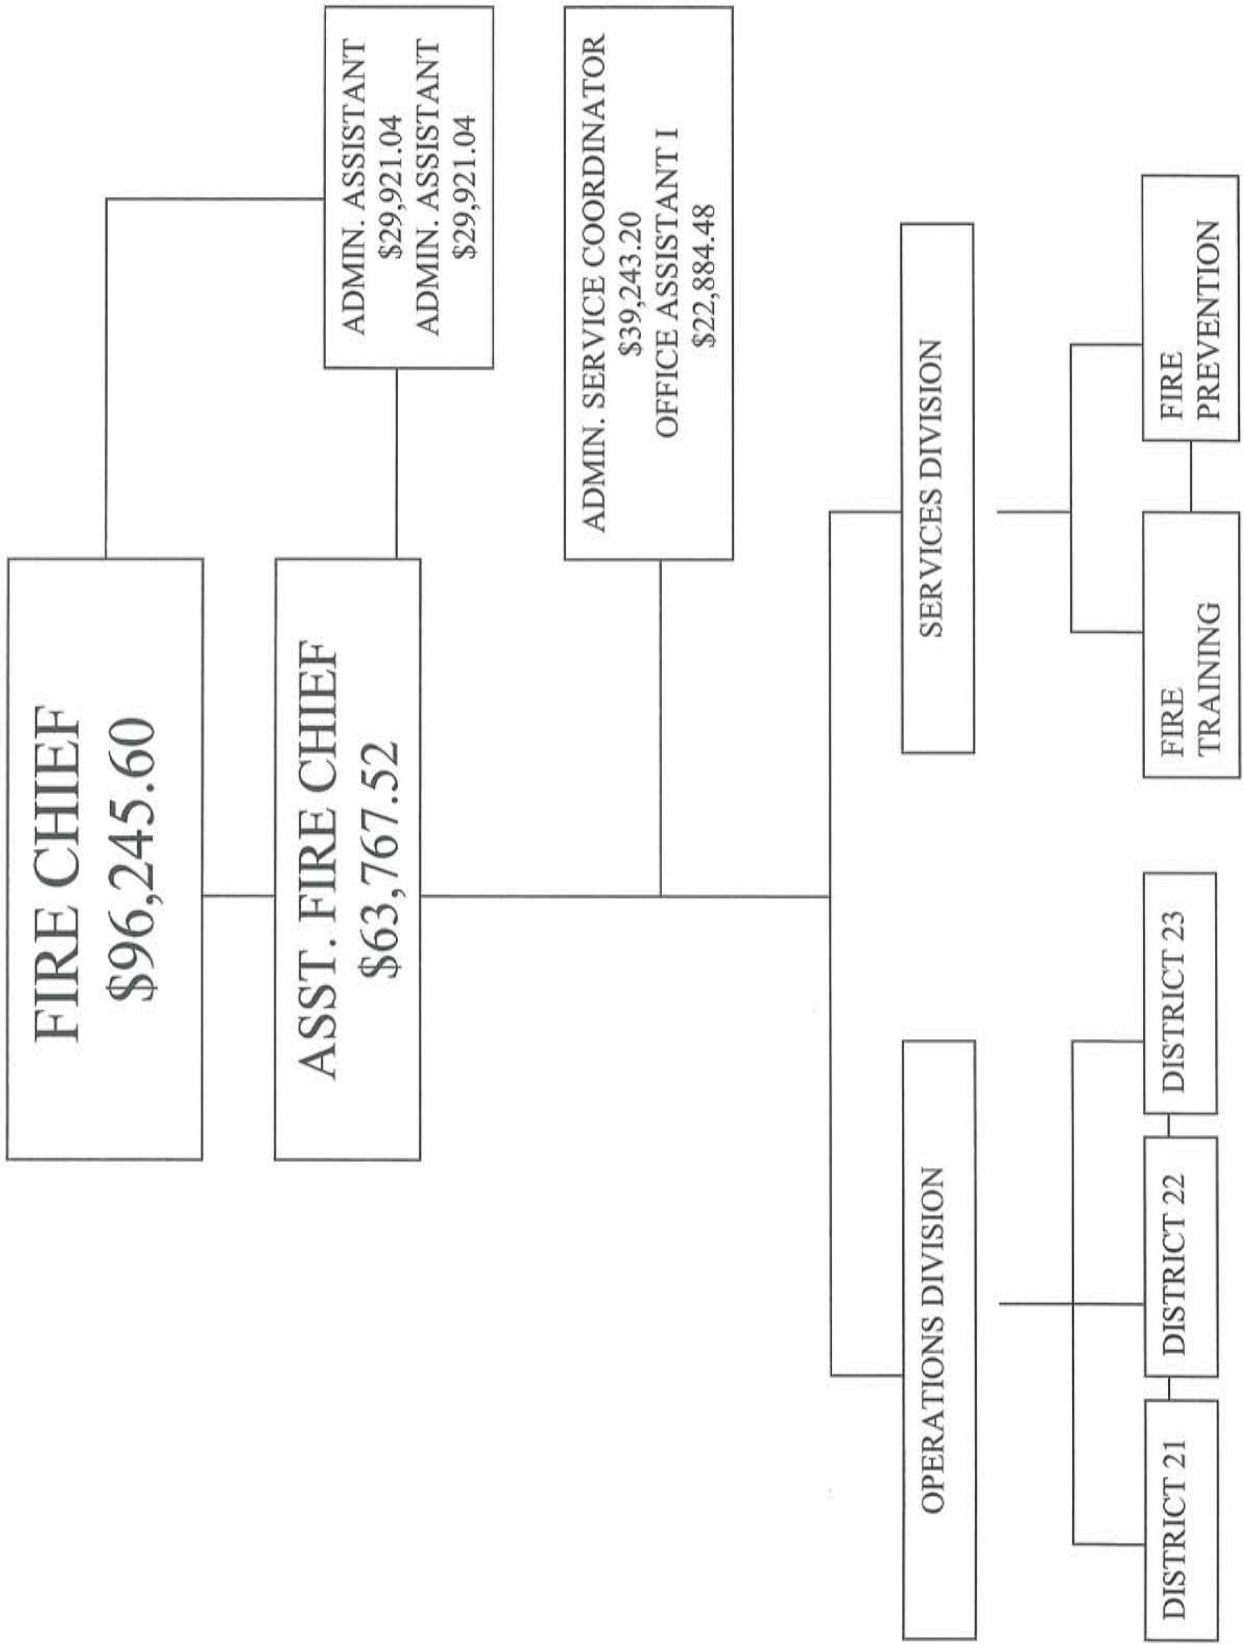 FIRE CHIEF
$96,245.60
ASST. FIRE CHIEF
$63,767.52
ADMIN. ASSISTANT
$29,921.04
ADMIN. ASSISTANT
$29,921.04
ADMIN. SERVICE COORDINATOR
$39,243.20
OFFICE ASSISTANT I
$22,884.48
OPERATIONS DIVISION
SERVICES DIVISION
DISTRICT 21
DISTRICT 22
DISTRICT 23
FIRE
TRAINING
FIRE
PREVENTION